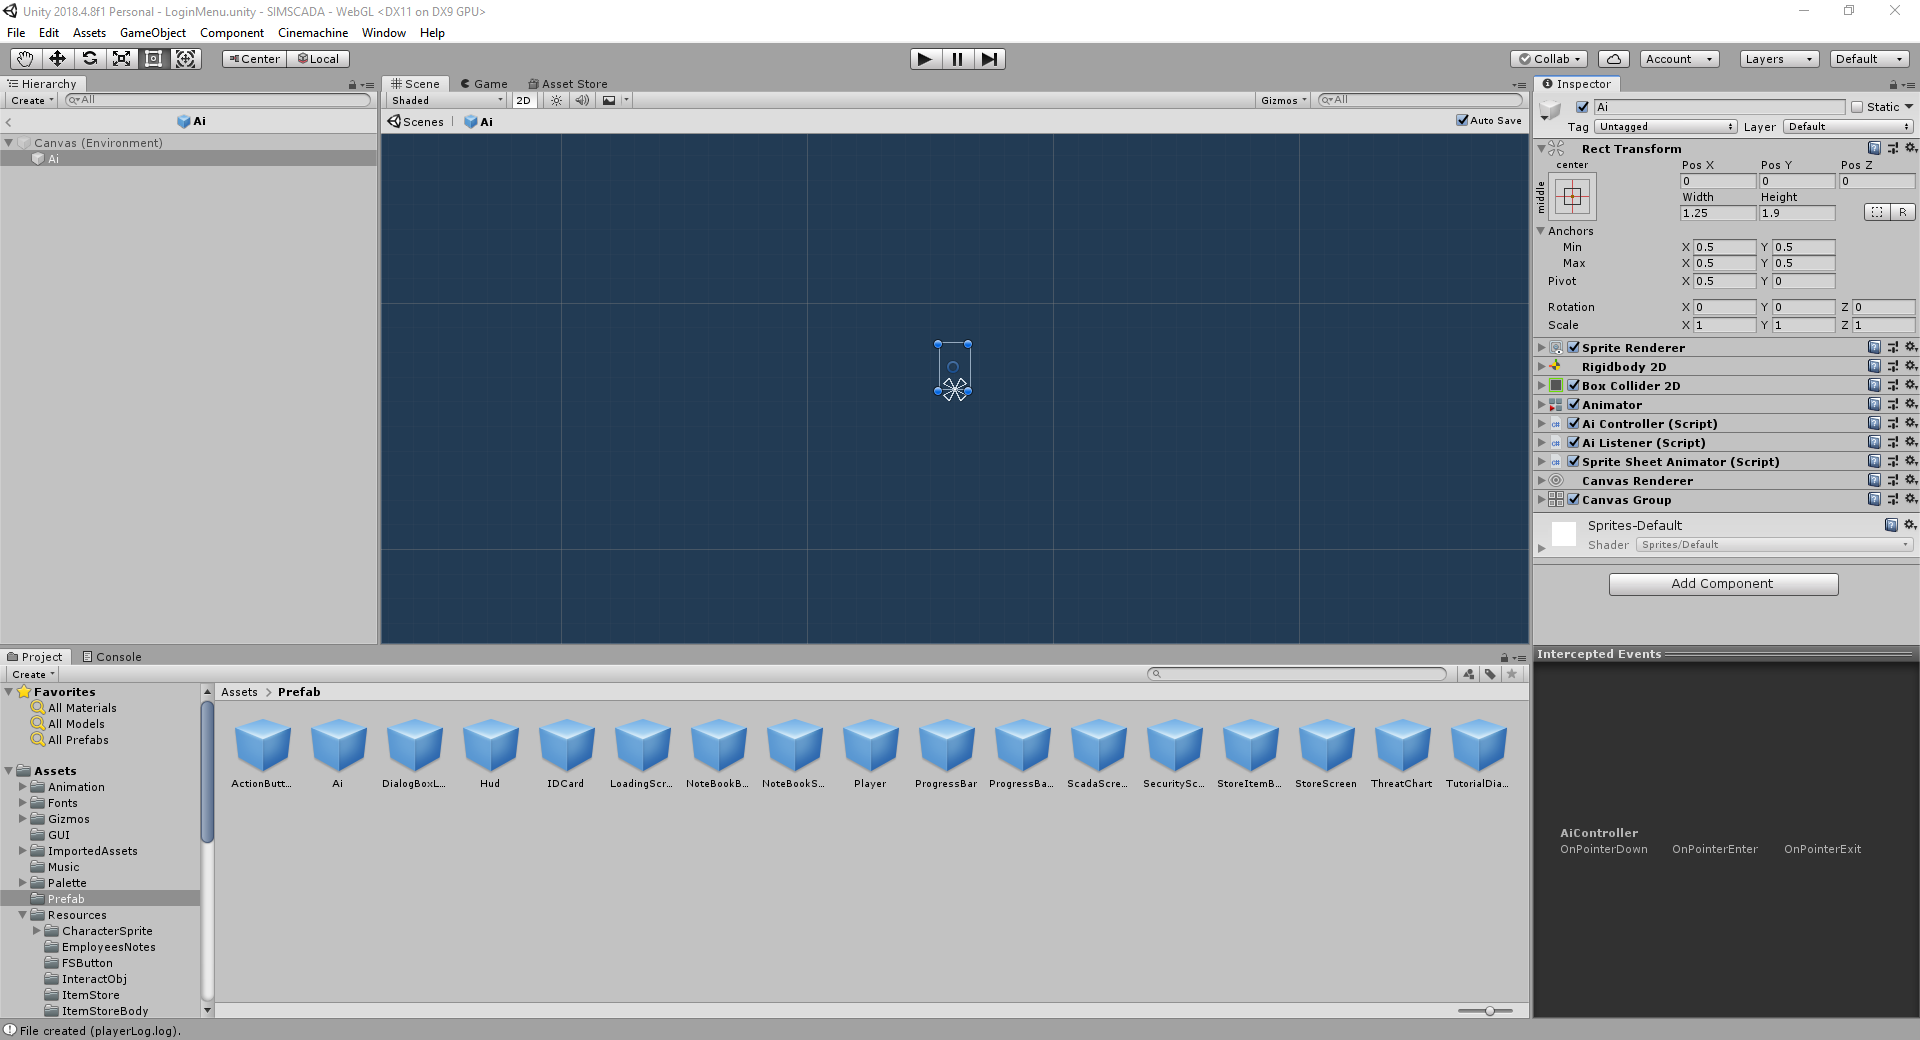 Unity 2018.4.8f1 Personal - LoginMenu.unity - SIMSCADA - WebGL <DX11 on DX9 GPU>
File Edit Assets GameObject Component Cinemachine Window Help
Center Local Collab Account Layers Default
Hierarchy
Create All
Ai
Canvas (Environment)
Ai
Scene Game Asset Store
Shaded 2D Gizmos All
Scenes Ai Auto Save
Inspector
Ai Static
Tag Untagged Layer Default
Rect Transform
center Pos X Pos Y Pos Z
middle
0 0 0
Width Height
1.25 1.9 R
Anchors
Min X 0.5 Y 0.5
Max X 0.5 Y 0.5
Pivot X 0.5 Y 0
Rotation X 0 Y 0 Z 0
Scale X 1 Y 1 Z 1
Sprite Renderer
Rigidbody 2D
Box Collider 2D
Animator
Ai Controller (Script)
Ai Listener (Script)
Sprite Sheet Animator (Script)
Canvas Renderer
Canvas Group
Sprites-Default
Shader Sprites/Default
Add Component
Project Console
Create
Favorites
All Materials
All Models
All Prefabs
Assets
Animation
Fonts
Gizmos
GUI
ImportedAssets
Music
Palette
Prefab
Resources
CharacterSprite
EmployeesNotes
FSButton
InteractObj
ItemStore
ItemStoreBody
Assets > Prefab
ActionButt... Ai DialogBoxL... Hud IDCard LoadingScr... NoteBookB... NoteBookS... Player ProgressBar ProgressBa... ScadaScre... SecuritySc... StoreItemB... StoreScreen ThreatChart TutorialDia...
Intercepted Events
AiController
OnPointerDown OnPointerEnter OnPointerExit
File created (playerLog.log).